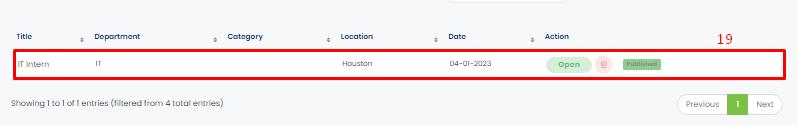 19
Title Department Category Location Date Action
IT Intern IT Houston 04-01-2023 Open Published
Showing 1 to 1 of 1 entries (filtered from 4 total entries)
Previous 1 Next